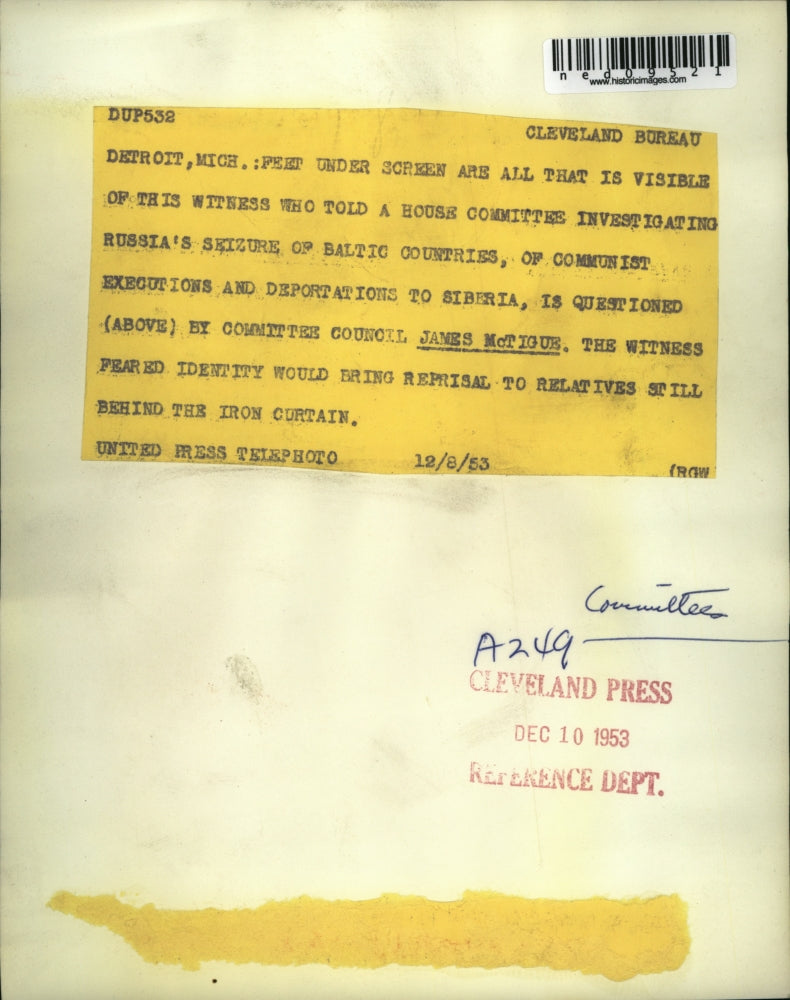 ned09521
www.historicimages.com
DUP532
CLEVELAND BUREAU
DETROIT,MICH.:FEET UNDER SCREEN ARE ALL THAT IS VISIBLE
OF THIS WITNESS WHO TOLD A HOUSE COMMITTEE INVESTIGATING
RUSSIA'S SEIZURE OF BALTIC COUNTRIES, OF COMMUNIST
EXECUTIONS AND DEPORTATIONS TO SIBERIA, IS QUESTIONED
(ABOVE) BY COMMITTEE COUNCIL JAMES McTIGUE. THE WITNESS
FEARED IDENTITY WOULD BRING REPRISAL TO RELATIVES STILL
BEHIND THE IRON CURTAIN.
UNITED PRESS TELEPHOTO 12/8/53 (RGW
Committees
A249
CLEVELAND PRESS
DEC 10 1953
REFERENCE DEPT.